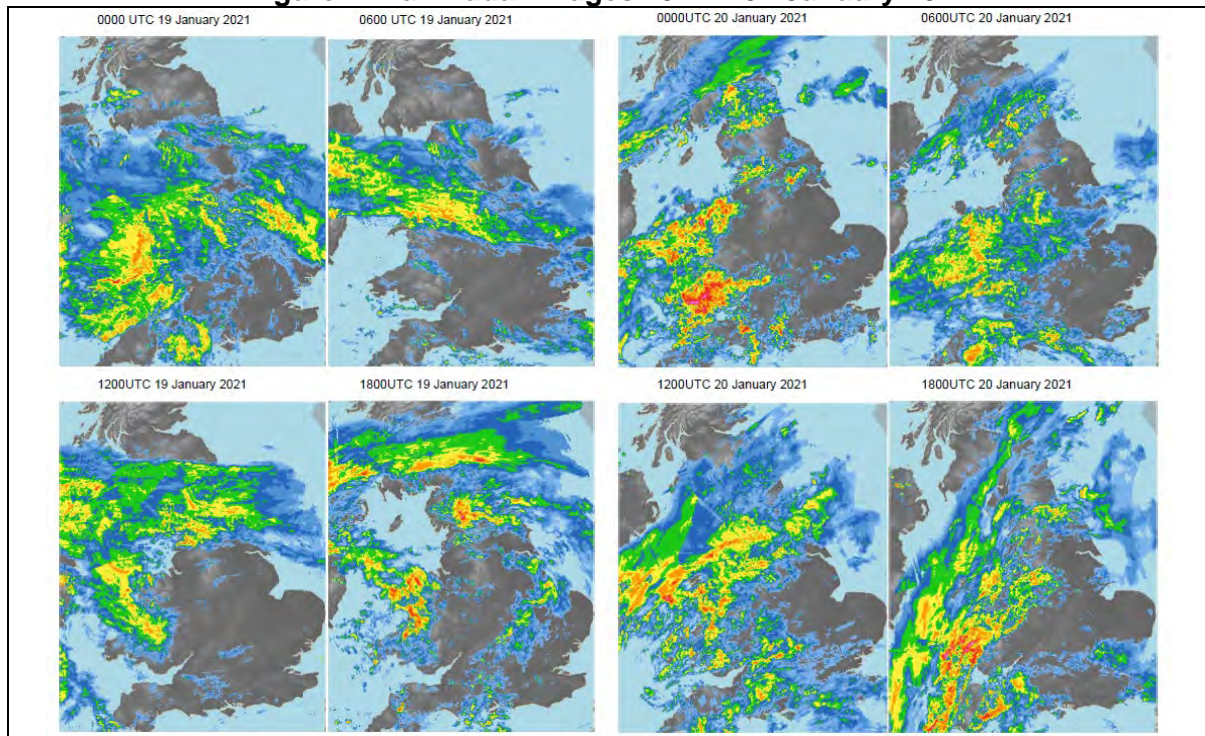 0000 UTC 19 January 2021
0600 UTC 19 January 2021
0000UTC 20 January 2021
0600UTC 20 January 2021
1200UTC 19 January 2021
1800UTC 19 January 2021
1200UTC 20 January 2021
1800UTC 20 January 2021